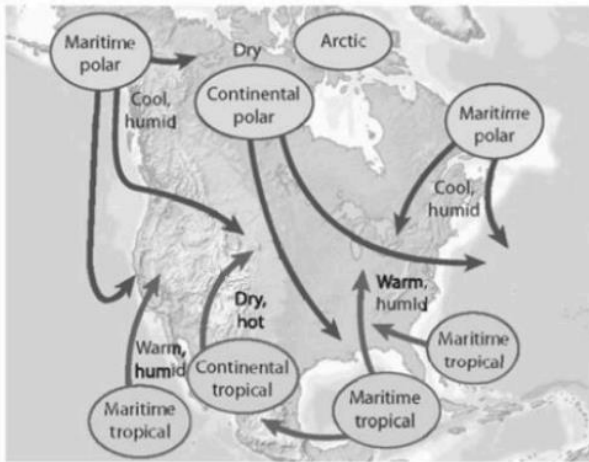 Maritime
polar
Dry
Arctic
Cool,
humid
Continental
polar
Maritime
polar
Cool,
humid
Warm,
humid
Dry,
hot
Warm,
humid
Continental
tropical
Maritime
tropical
Maritime
tropical
Maritime
tropical